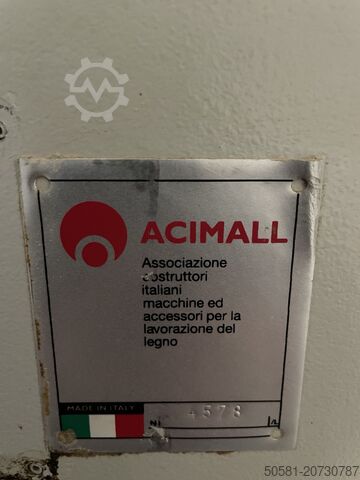 ACIMALL
Associazione
costruttori
italiani
macchine ed
accessori per la
lavorazione del
legno
MADE IN ITALY
4578
50581-20730787